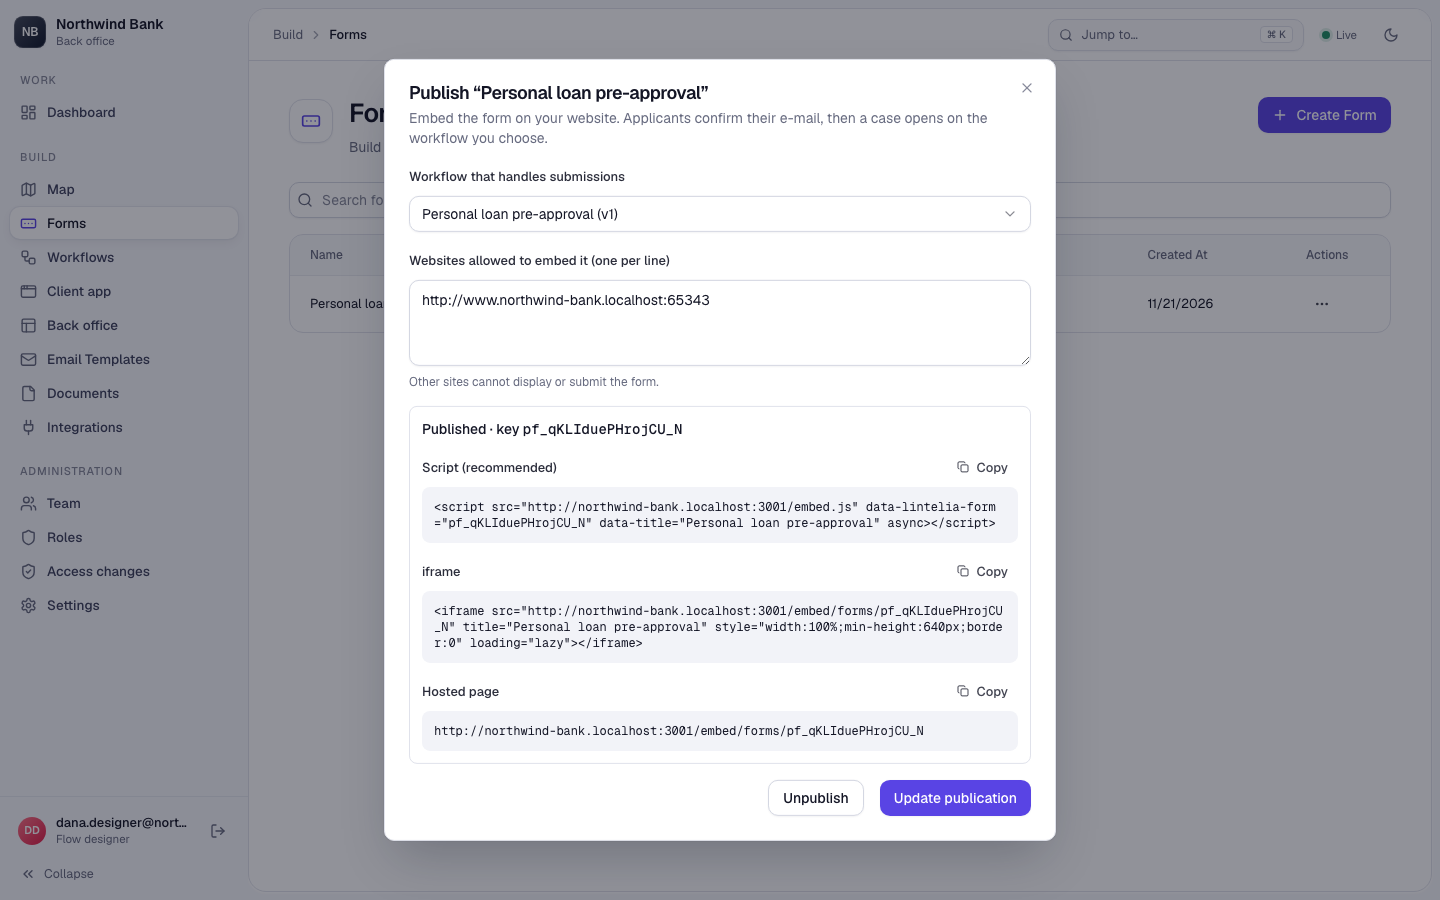 NB
Northwind Bank
Back office
WORK
Dashboard
BUILD
Map
Forms
Workflows
Client app
Back office
Email Templates
Documents
Integrations
ADMINISTRATION
Team
Roles
Access changes
Settings
DD
dana.designer@nort...
Flow designer
Collapse
Build
Forms
Jump to...
⌘ K
Live
Build
Create Form
Search fo
Name
Created At
Actions
Personal loa
11/21/2026
Publish “Personal loan pre-approval”
Embed the form on your website. Applicants confirm their e-mail, then a case opens on the
workflow you choose.
Workflow that handles submissions
Personal loan pre-approval (v1)
Websites allowed to embed it (one per line)
http://www.northwind-bank.localhost:65343
Other sites cannot display or submit the form.
Published · key pf_qKLIduePHrojCU_N
Script (recommended)
Copy
<script src="http://northwind-bank.localhost:3001/embed.js" data-lintelia-form
="pf_qKLIduePHrojCU_N" data-title="Personal loan pre-approval" async></script>
iframe
Copy
<iframe src="http://northwind-bank.localhost:3001/embed/forms/pf_qKLIduePHrojCU
_N" title="Personal loan pre-approval" style="width:100%;min-height:640px;borde
r:0" loading="lazy"></iframe>
Hosted page
Copy
http://northwind-bank.localhost:3001/embed/forms/pf_qKLIduePHrojCU_N
Unpublish
Update publication